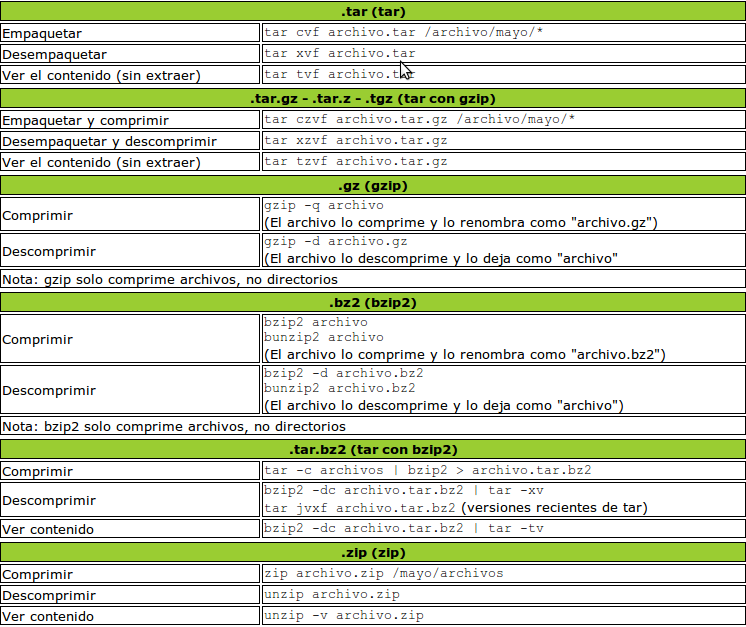 .tar (tar)
Empaquetar tar cvf archivo.tar /archivo/mayo/*
Desempaquetar tar xvf archivo.tar
Ver el contenido (sin extraer) tar tvf archivo.tar
.tar.gz - .tar.z - .tgz (tar con gzip)
Empaquetar y comprimir tar czvf archivo.tar.gz /archivo/mayo/*
Desempaquetar y descomprimir tar xzvf archivo.tar.gz
Ver el contenido (sin extraer) tar tzvf archivo.tar.gz
.gz (gzip)
Comprimir
gzip -q archivo
(El archivo lo comprime y lo renombra como "archivo.gz")
Descomprimir
gzip -d archivo.gz
(El archivo lo descomprime y lo deja como "archivo"
Nota: gzip solo comprime archivos, no directorios
.bz2 (bzip2)
Comprimir
bzip2 archivo
bunzip2 archivo
(El archivo lo comprime y lo renombra como "archivo.bz2")
Descomprimir
bzip2 -d archivo.bz2
bunzip2 archivo.bz2
(El archivo lo descomprime y lo deja como "archivo")
Nota: bzip2 solo comprime archivos, no directorios
.tar.bz2 (tar con bzip2)
Comprimir tar -c archivos | bzip2 > archivo.tar.bz2
Descomprimir
bzip2 -dc archivo.tar.bz2 | tar -xv
tar jvxf archivo.tar.bz2 (versiones recientes de tar)
Ver contenido bzip2 -dc archivo.tar.bz2 | tar -tv
.zip (zip)
Comprimir zip archivo.zip /mayo/archivos
Descomprimir unzip archivo.zip
Ver contenido unzip -v archivo.zip